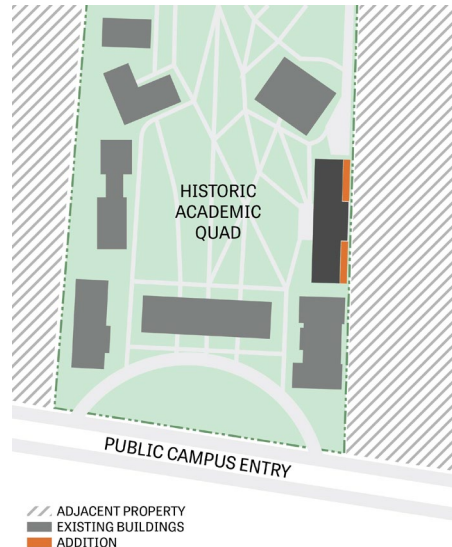 HISTORIC
ACADEMIC
QUAD
PUBLIC CAMPUS ENTRY
ADJACENT PROPERTY
EXISTING BUILDINGS
ADDITION